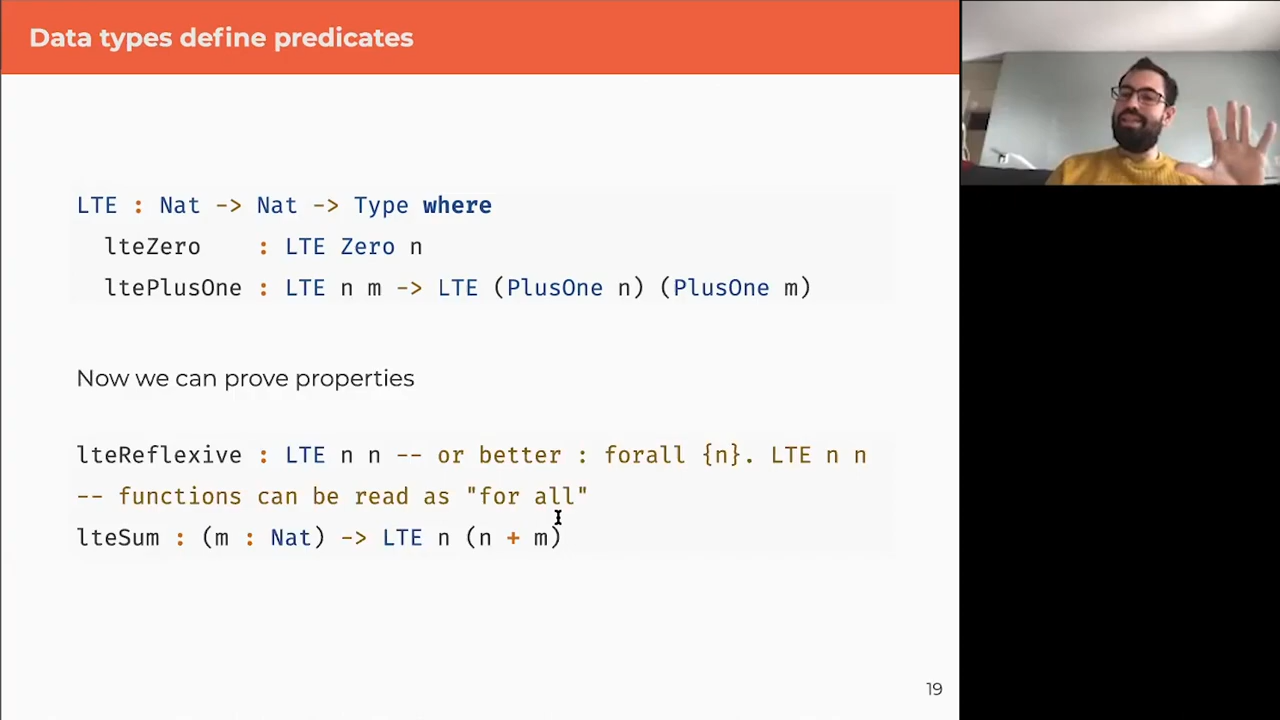 Data types define predicates
LTE : Nat -> Nat -> Type where
lteZero : LTE Zero n
ltePlusOne : LTE n m -> LTE (PlusOne n) (PlusOne m)
Now we can prove properties
lteReflexive : LTE n n -- or better : forall {n}. LTE n n
-- functions can be read as "for all"
lteSum : (m : Nat) -> LTE n (n + m)
19